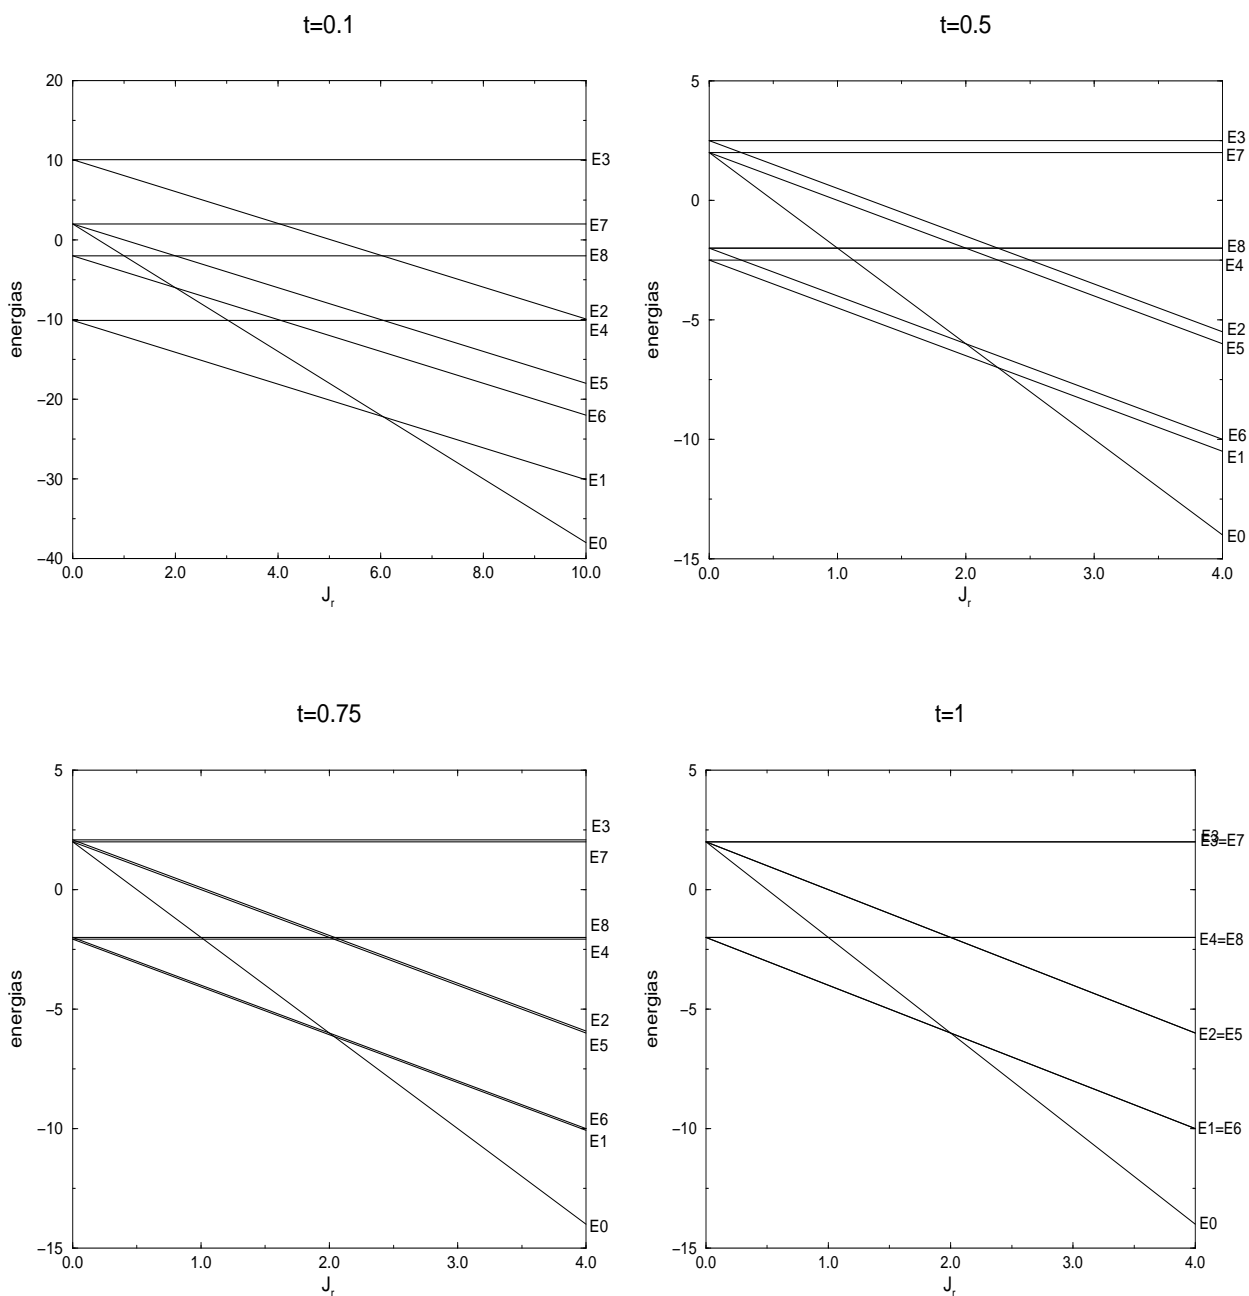 t=0.1
20
10
0
−10
−20
−30
−40
energias
0.0 2.0 4.0 6.0 8.0 10.0
J_r
E3
E7
E8
E2
E4
E5
E6
E1
E0
t=0.5
5
0
−5
−10
−15
energias
0.0 1.0 2.0 3.0 4.0
J_r
E3
E7
E8
E4
E2
E5
E6
E1
E0
t=0.75
5
0
−5
−10
−15
energias
0.0 1.0 2.0 3.0 4.0
J_r
E3
E7
E8
E4
E2
E5
E6
E1
E0
t=1
5
0
−5
−10
−15
energias
0.0 1.0 2.0 3.0 4.0
J_r
E3
E3=E7
E4=E8
E2=E5
E1=E6
E0